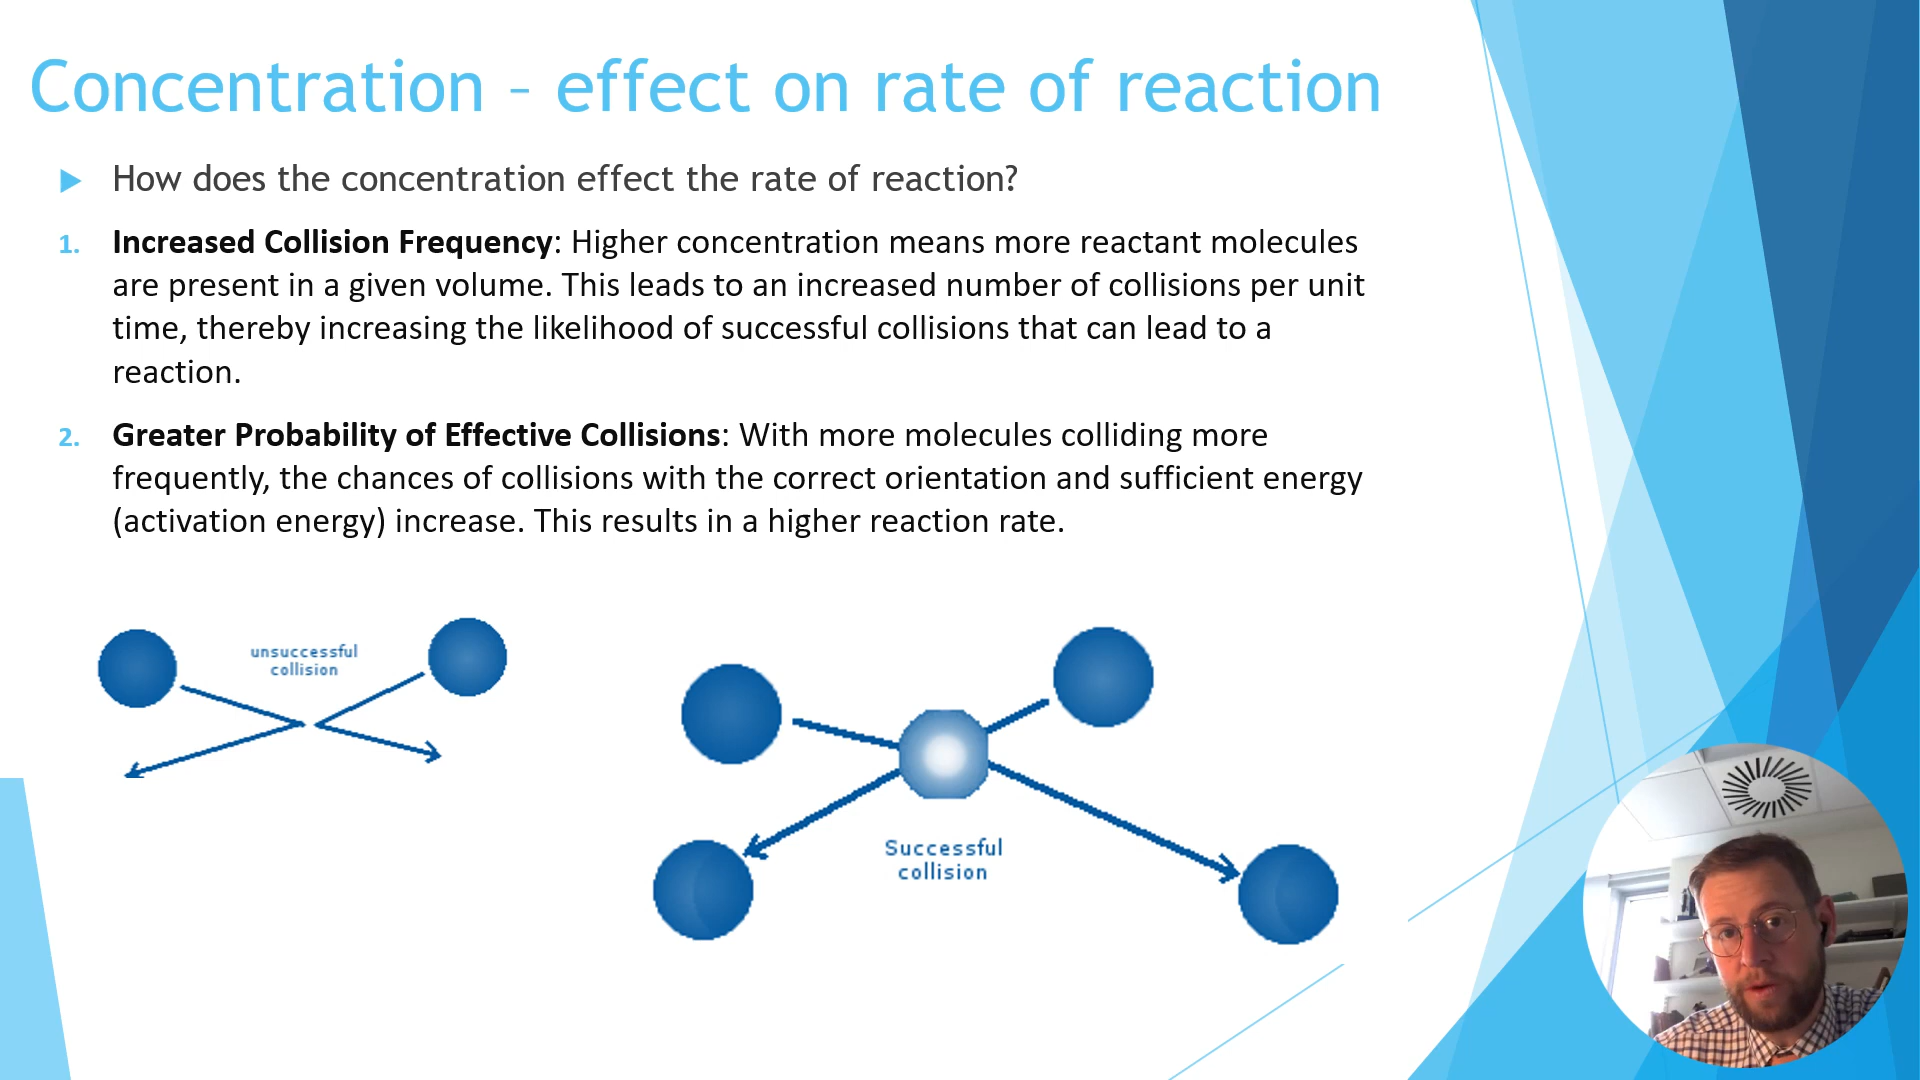 Concentration – effect on rate of reaction
How does the concentration effect the rate of reaction?
1. Increased Collision Frequency: Higher concentration means more reactant molecules
are present in a given volume. This leads to an increased number of collisions per unit
time, thereby increasing the likelihood of successful collisions that can lead to a
reaction.
2. Greater Probability of Effective Collisions: With more molecules colliding more
frequently, the chances of collisions with the correct orientation and sufficient energy
(activation energy) increase. This results in a higher reaction rate.
unsuccessful
collision
Successful
collision